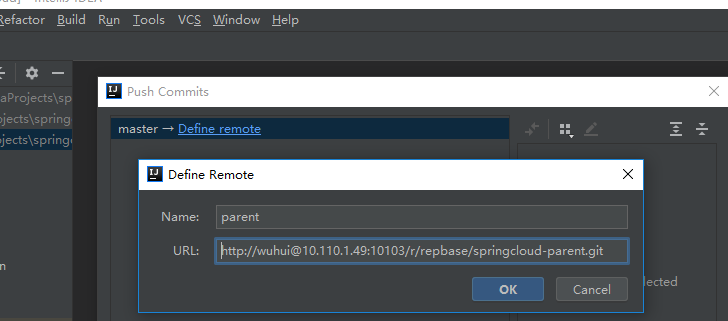 Refactor Build Run Tools VCS Window Help
Push Commits
master → Define remote
Define Remote
Name: parent
URL: http://wuhui@10.110.1.49:10103/r/repbase/springcloud-parent.git
OK Cancel
aProjects\sp
ojects\spring
ojects\spring
n
lected